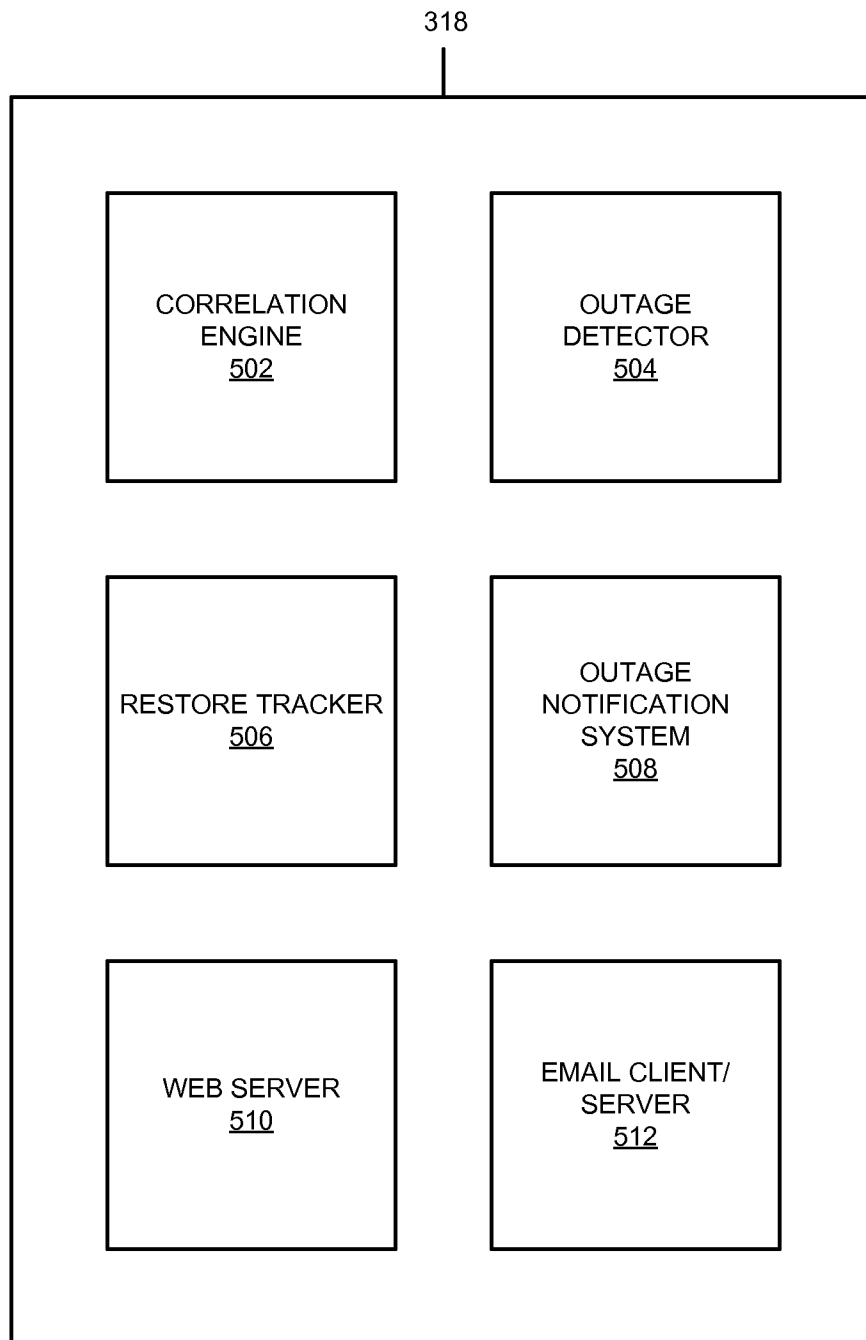 318
CORRELATION
ENGINE
502
OUTAGE
DETECTOR
504
RESTORE TRACKER
506
OUTAGE
NOTIFICATION
SYSTEM
508
WEB SERVER
510
EMAIL CLIENT/
SERVER
512